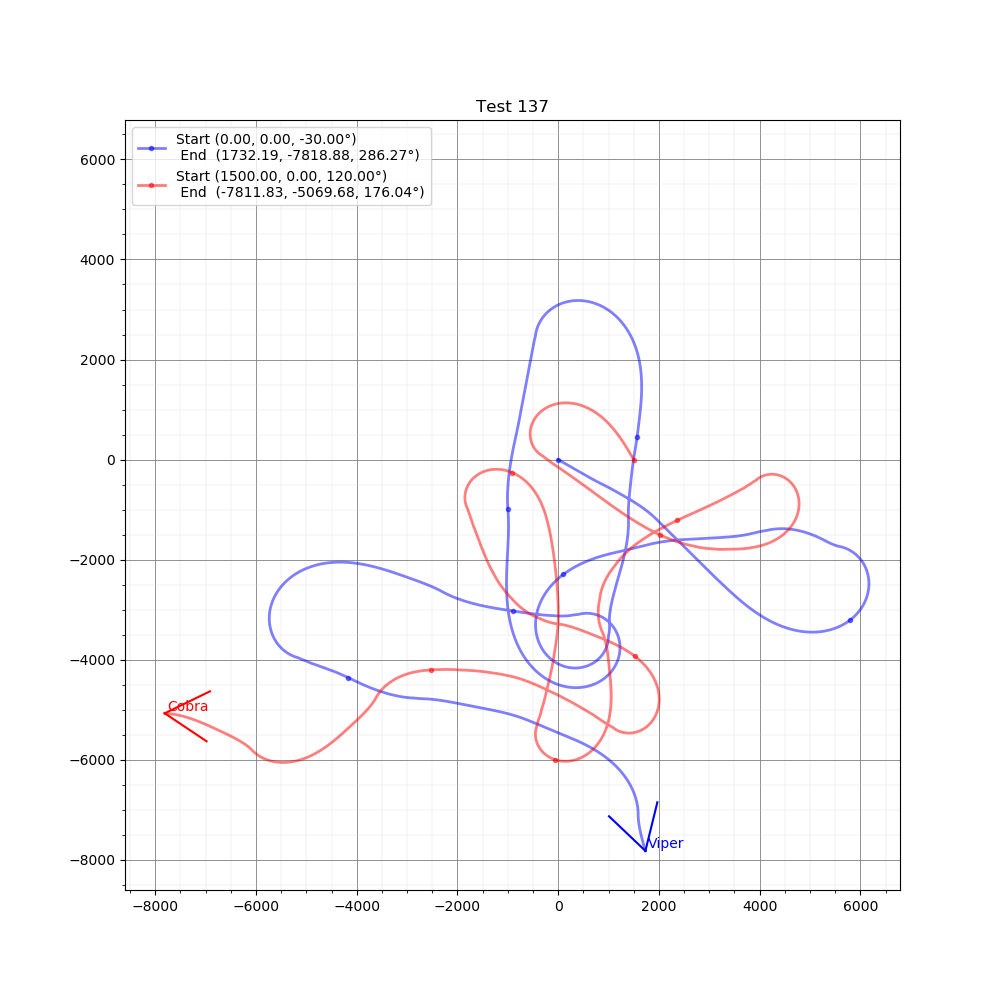 Test 137
Start (0.00, 0.00, -30.00°)
End  (1732.19, -7818.88, 286.27°)
Start (1500.00, 0.00, 120.00°)
End  (-7811.83, -5069.68, 176.04°)
6000
4000
2000
0
−2000
−4000
−6000
−8000
Cobra
Viper
−8000 −6000 −4000 −2000 0 2000 4000 6000